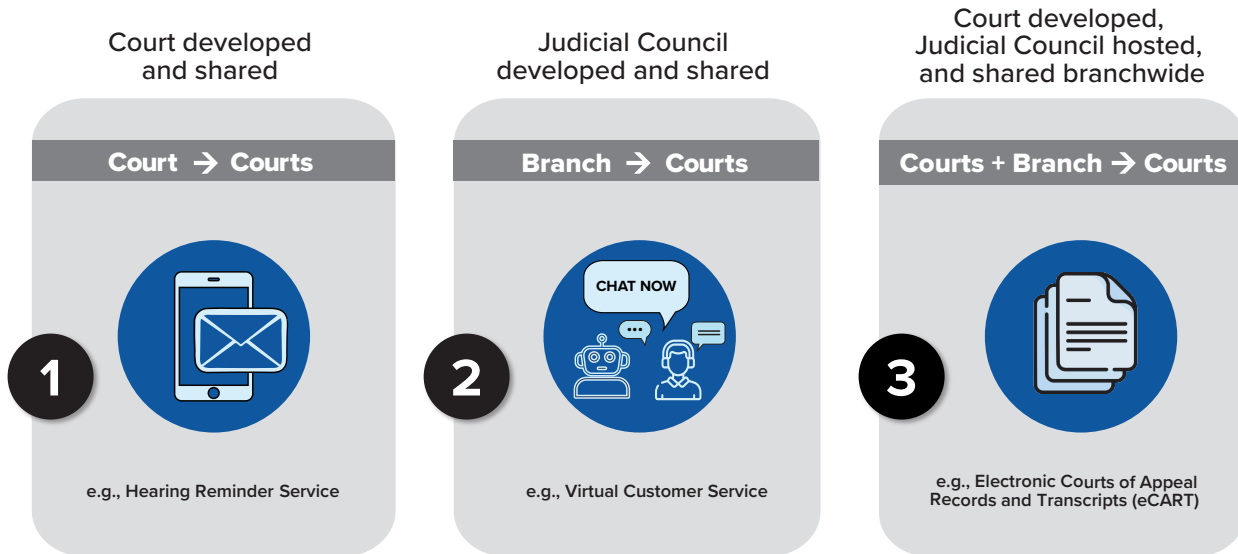 Court developed
and shared
Court → Courts
1
e.g., Hearing Reminder Service
Judicial Council
developed and shared
Branch → Courts
CHAT NOW
2
e.g., Virtual Customer Service
Court developed,
Judicial Council hosted,
and shared branchwide
Courts + Branch → Courts
3
e.g., Electronic Courts of Appeal
Records and Transcripts (eCART)